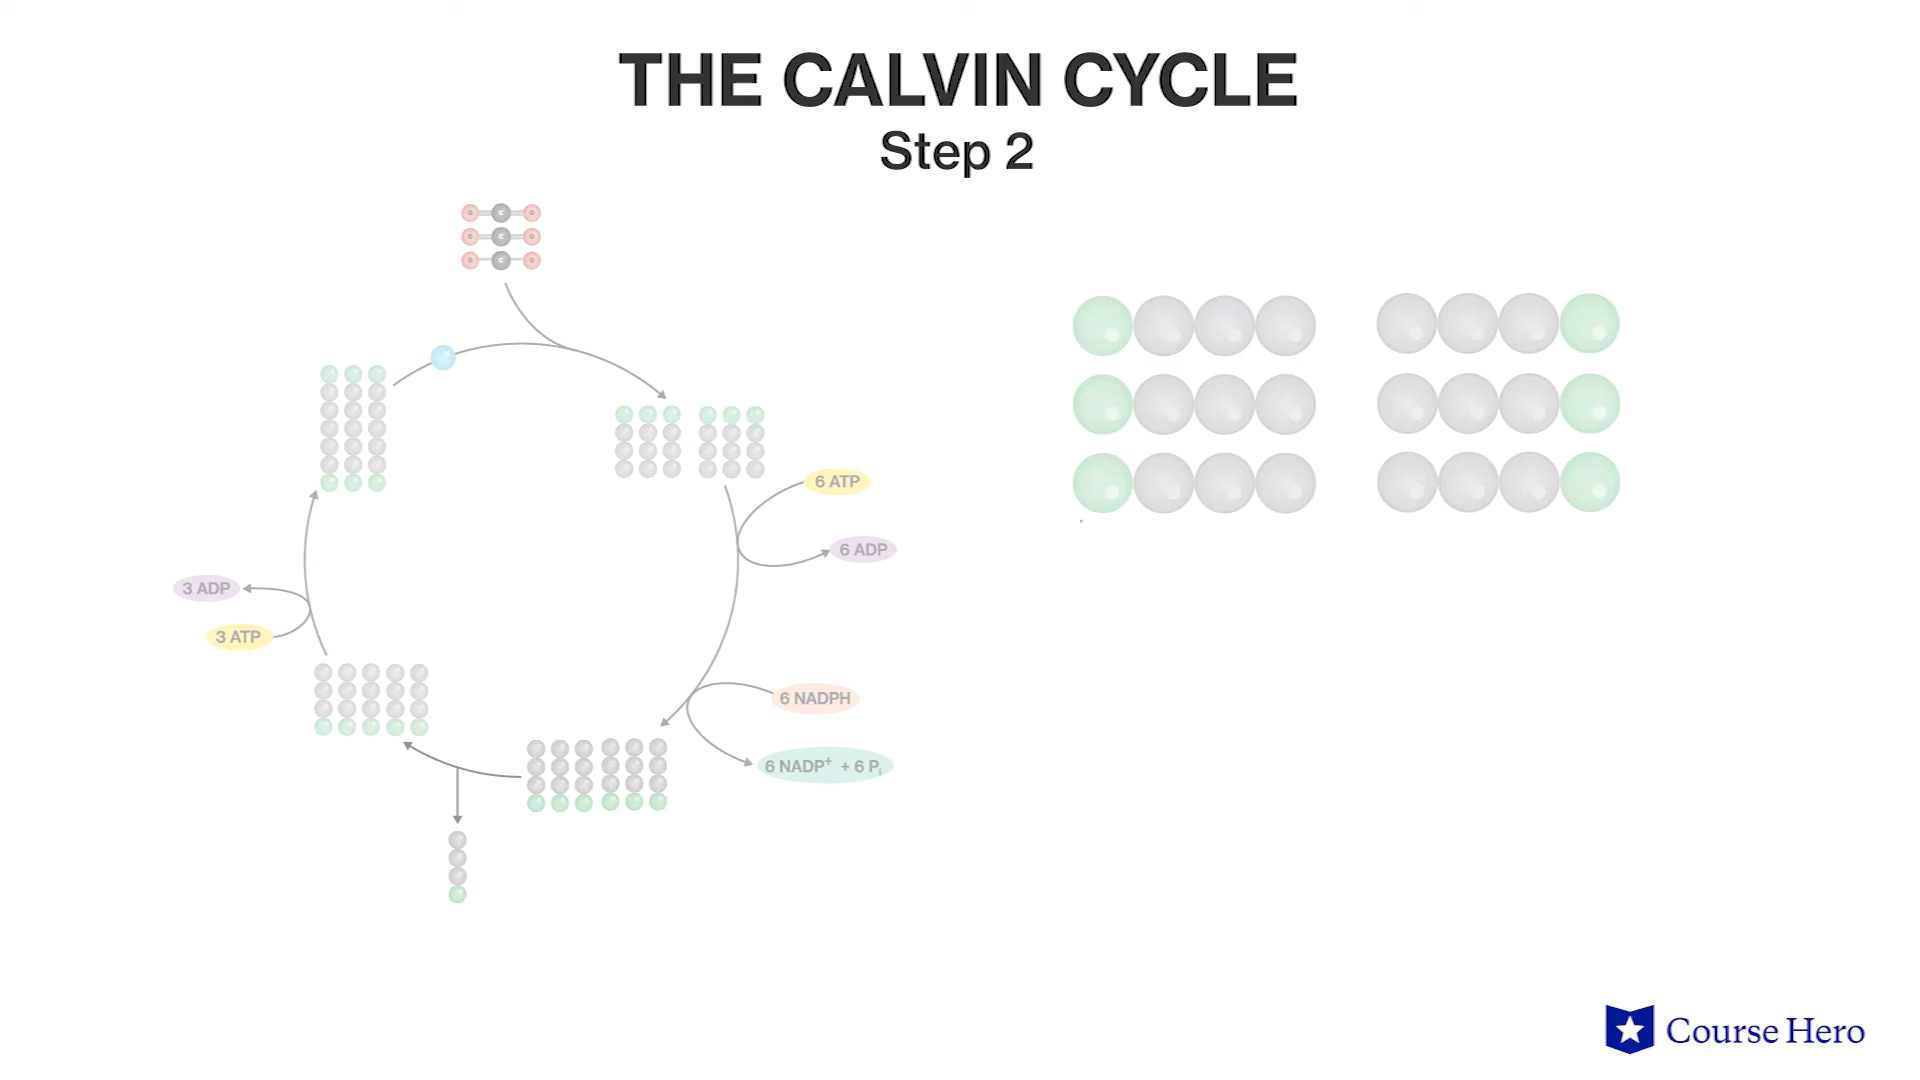 THE CALVIN CYCLE
Step 2
O C O
O C O
O C O
6 ATP
6 ADP
3 ADP
3 ATP
6 NADPH
6 NADP+ + 6 Pi
Course Hero